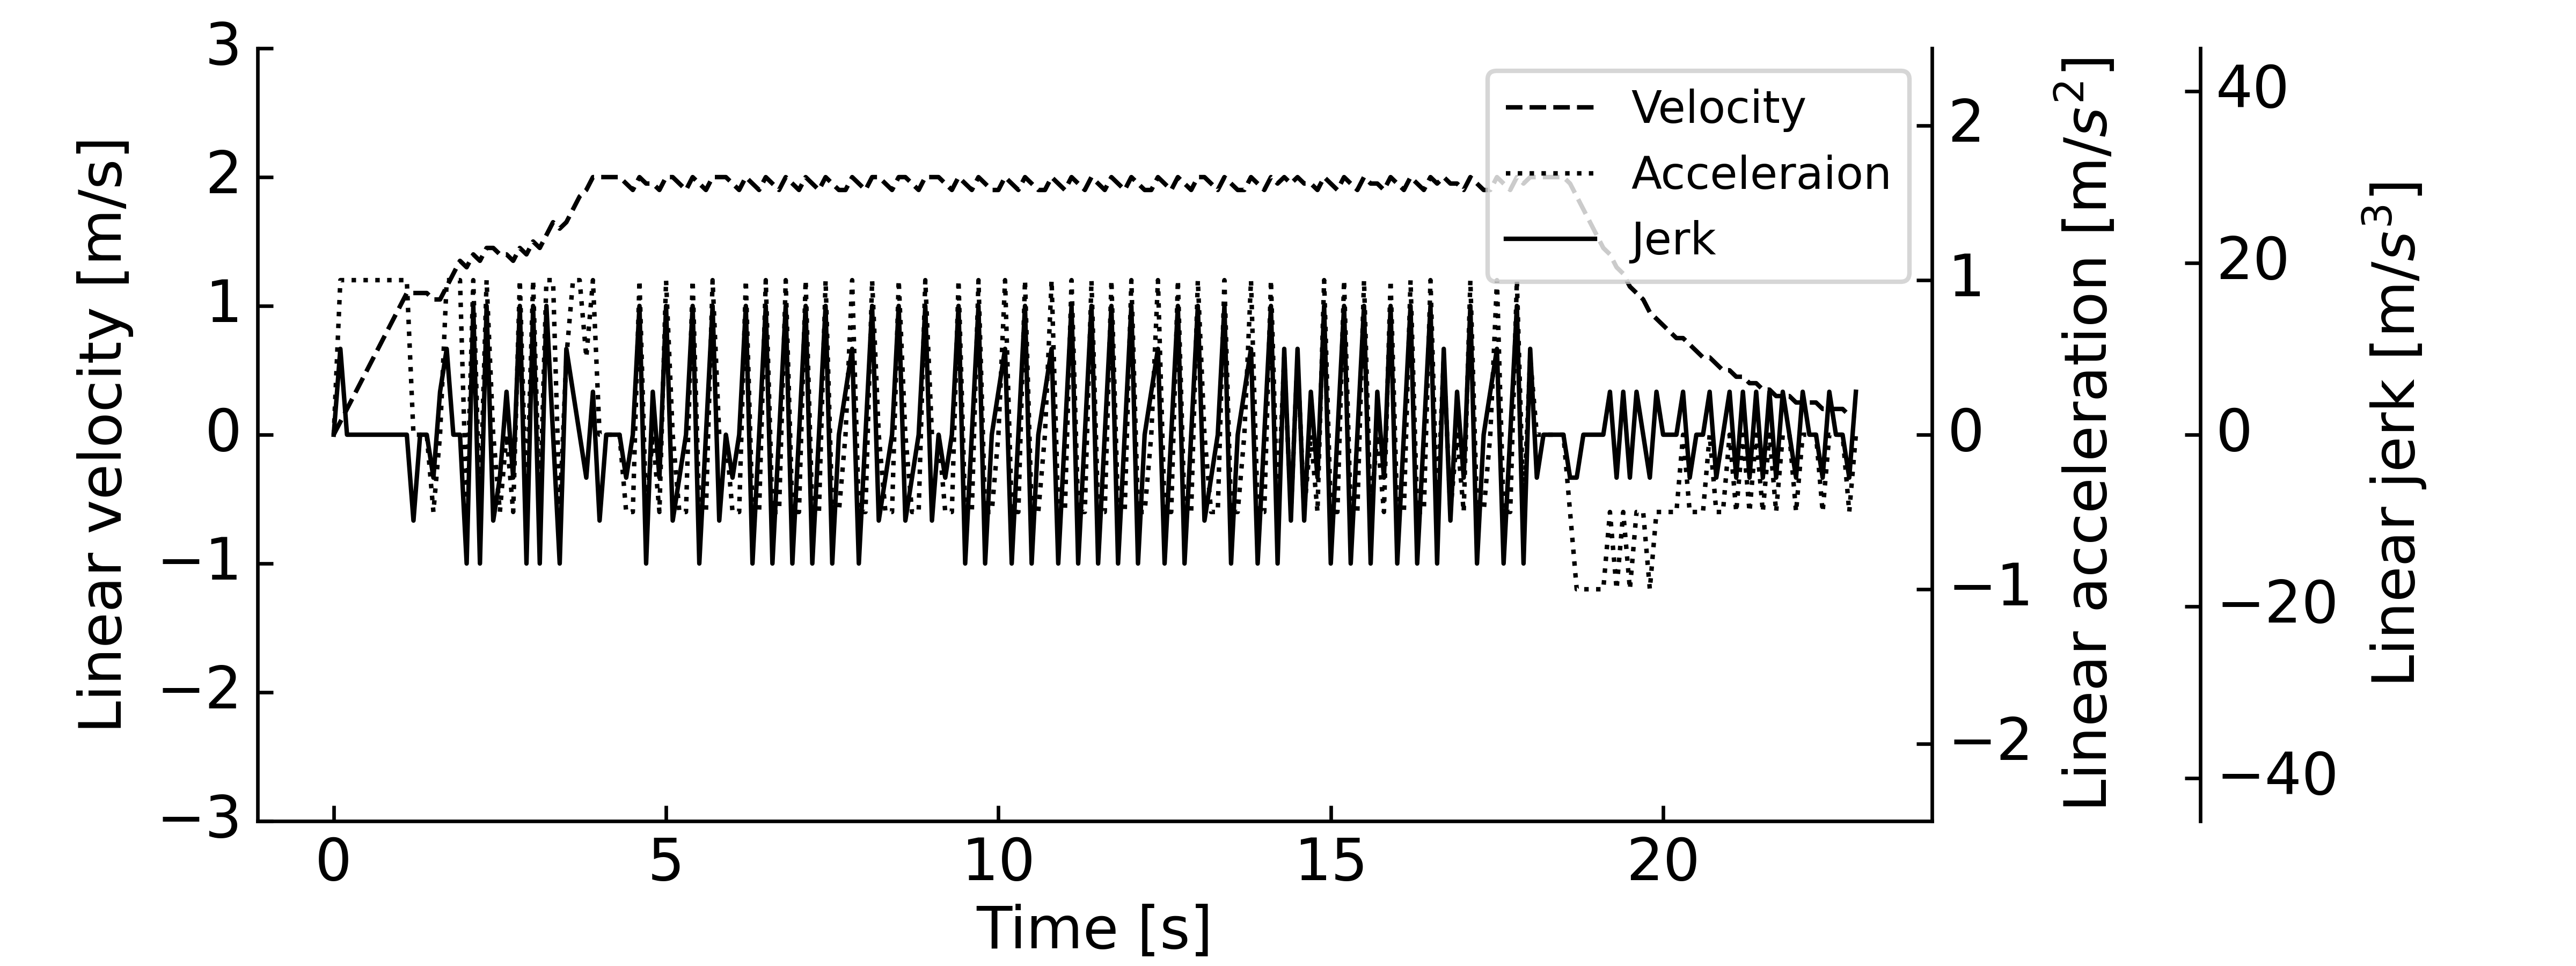 Linear velocity [m/s]
3
2
1
0
−1
−2
−3
0 5 10 15 20
Time [s]
Velocity
Acceleraion
Jerk
2
1
0
−1
−2
Linear acceleration [m/s²]
40
20
0
−20
−40
Linear jerk [m/s³]